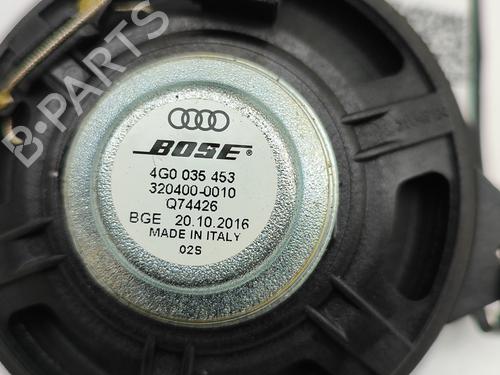 BOSE
4G0 035 453
320400-0010
Q74426
BGE 20.10.2016
MADE IN ITALY
02S
B-PARTS